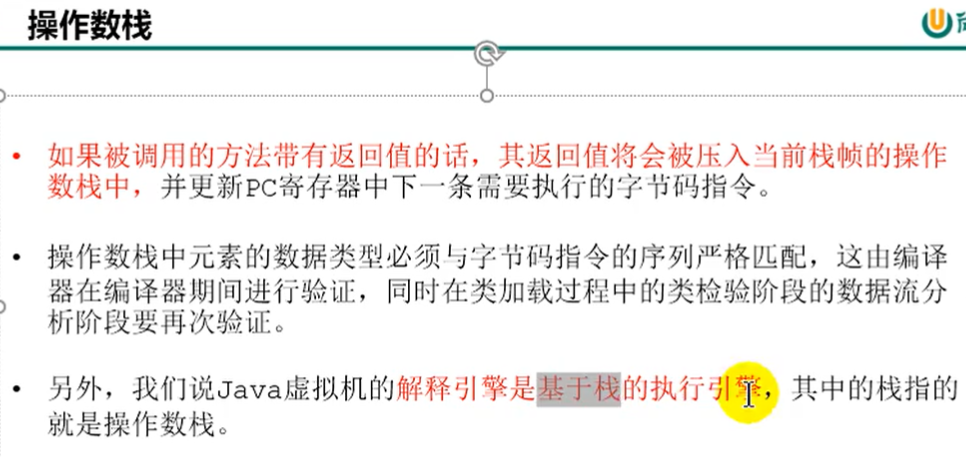 操作数栈
如果被调用的方法带有返回值的话，其返回值将会被压入当前栈帧的操作
数栈中，并更新PC寄存器中下一条需要执行的字节码指令。
操作数栈中元素的数据类型必须与字节码指令的序列严格匹配，这由编译
器在编译器期间进行验证，同时在类加载过程中的类检验阶段的数据流分
析阶段要再次验证。
另外，我们说Java虚拟机的解释引擎是基于栈的执行引擎，其中的栈指的
就是操作数栈。